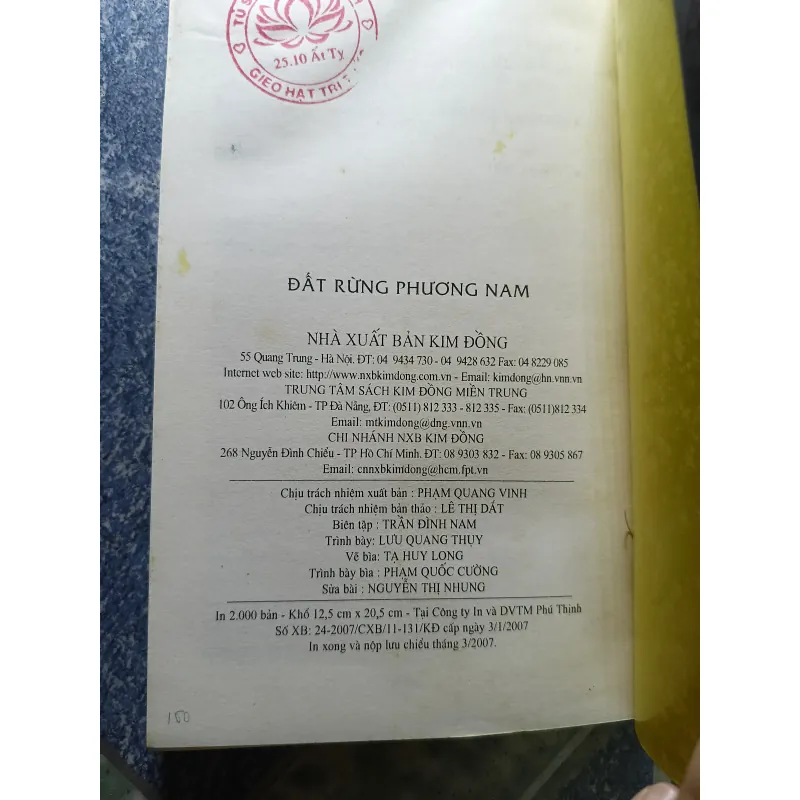 TỦ S
25.10 Ất Tỵ
GIEO HẠT TRI T
ĐẤT RỪNG PHƯƠNG NAM
NHÀ XUẤT BẢN KIM ĐỒNG
55 Quang Trung - Hà Nội. ĐT: 04 9434 730 - 04 9428 632 Fax: 04 8229 085
Internet web site: http://www.nxbkimdong.com.vn - Email: kimdong@hn.vnn.vn
TRUNG TÂM SÁCH KIM ĐỒNG MIỀN TRUNG
102 Ông Ích Khiêm - TP Đà Nẵng, ĐT: (0511) 812 333 - 812 335 - Fax: (0511)812 334
Email: mtkimdong@dng.vnn.vn
CHI NHÁNH NXB KIM ĐỒNG
268 Nguyễn Đình Chiểu - TP Hồ Chí Minh. ĐT: 08 9303 832 - Fax: 08 9305 867
Email: cnnxbkimdong@hcm.fpt.vn
Chịu trách nhiệm xuất bản : PHẠM QUANG VINH
Chịu trách nhiệm bản thảo : LÊ THỊ DẮT
Biên tập : TRẦN ĐÌNH NAM
Trình bày: LƯU QUANG THỤY
Vẽ bìa: TẠ HUY LONG
Trình bày bìa : PHẠM QUỐC CƯỜNG
Sửa bài : NGUYỄN THỊ NHUNG
In 2.000 bản - Khổ 12,5 cm x 20,5 cm - Tại Công ty In và DVTM Phú Thịnh
Số XB: 24-2007/CXB/11-131/KĐ cấp ngày 3/1/2007
In xong và nộp lưu chiểu tháng 3/2007.
150